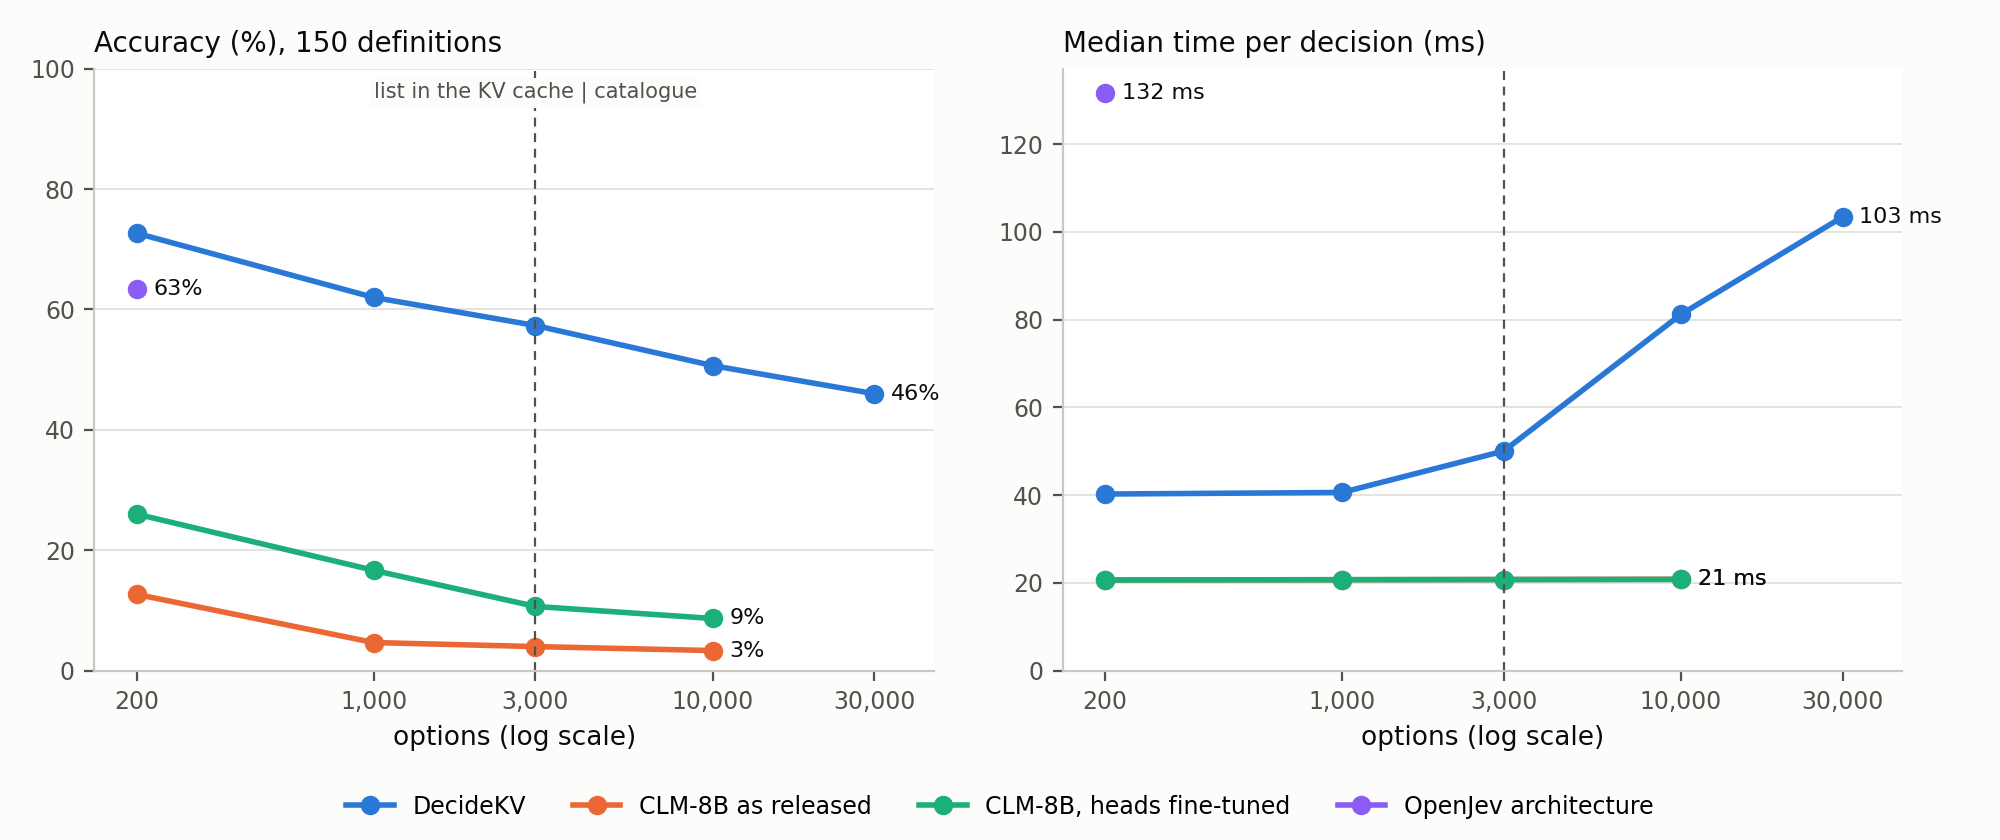 Accuracy (%), 150 definitions
100
80
60
40
20
0
list in the KV cache | catalogue
63%
46%
9%
3%
200
1,000
3,000
10,000
30,000
options (log scale)
Median time per decision (ms)
120
100
80
60
40
20
0
132 ms
103 ms
21 ms
200
1,000
3,000
10,000
30,000
options (log scale)
DecideKV
CLM-8B as released
CLM-8B, heads fine-tuned
OpenJev architecture